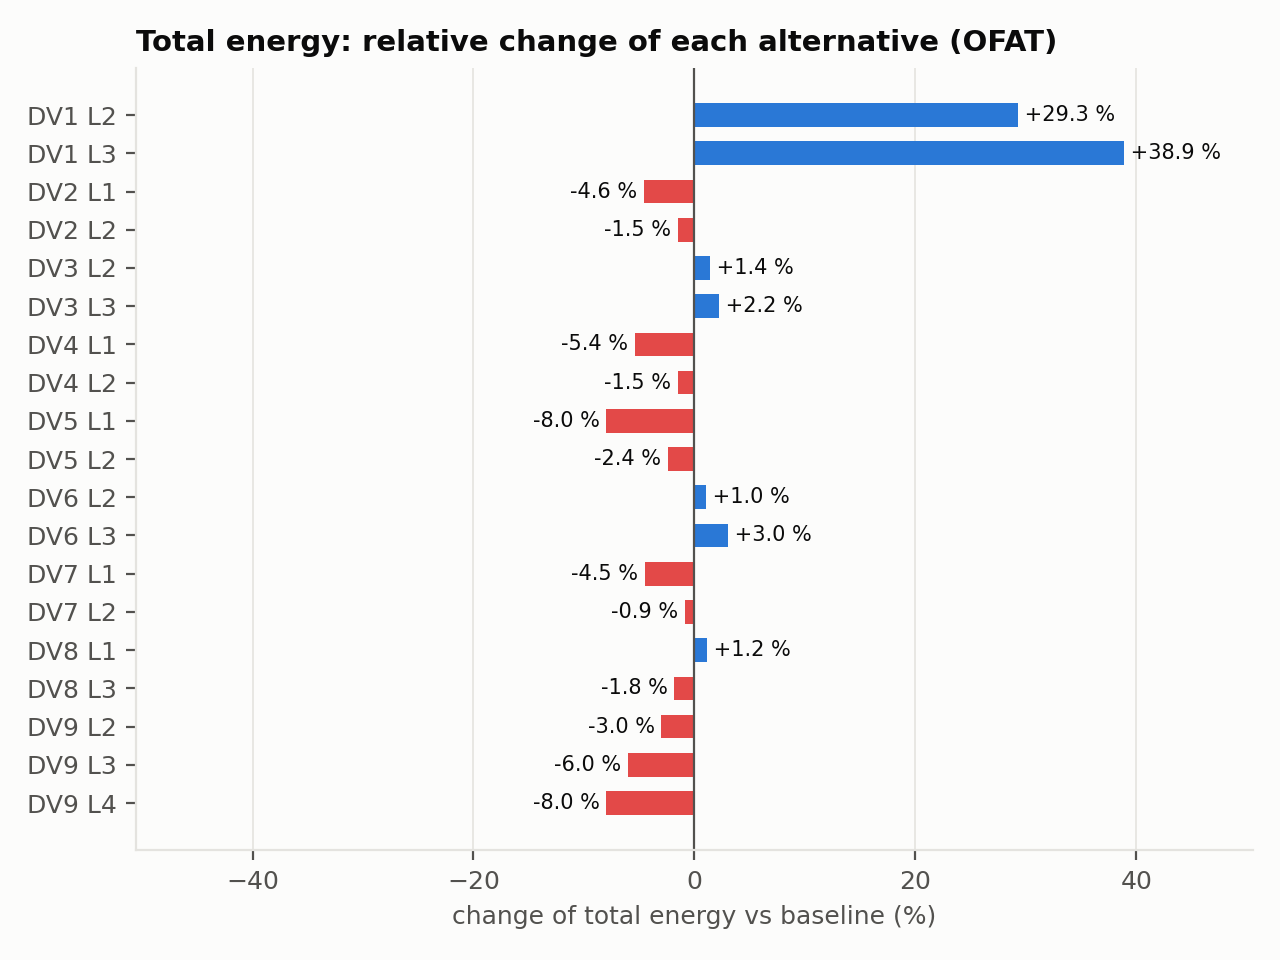 Total energy: relative change of each alternative (OFAT)
DV1 L2 +29.3 %
DV1 L3 +38.9 %
DV2 L1 -4.6 %
DV2 L2 -1.5 %
DV3 L2 +1.4 %
DV3 L3 +2.2 %
DV4 L1 -5.4 %
DV4 L2 -1.5 %
DV5 L1 -8.0 %
DV5 L2 -2.4 %
DV6 L2 +1.0 %
DV6 L3 +3.0 %
DV7 L1 -4.5 %
DV7 L2 -0.9 %
DV8 L1 +1.2 %
DV8 L3 -1.8 %
DV9 L2 -3.0 %
DV9 L3 -6.0 %
DV9 L4 -8.0 %
−40 −20 0 20 40
change of total energy vs baseline (%)